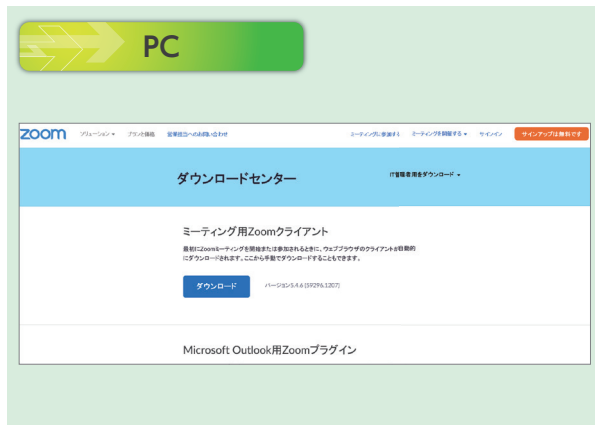 PC
zoom ソリューション プランと価格 営業担当へのお問い合わせ ミーティングに参加する ミーティングを開催する サインイン サインアップは無料です
ダウンロードセンター IT管理者用をダウンロード
ミーティング用Zoomクライアント
最初にZoomミーティングを開始または参加されるときに、ウェブブラウザのクライアントが自動的
にダウンロードされます。ここから手動でダウンロードすることもできます。
ダウンロード バージョン5.4.6 (59296.1207)
Microsoft Outlook用Zoomプラグイン